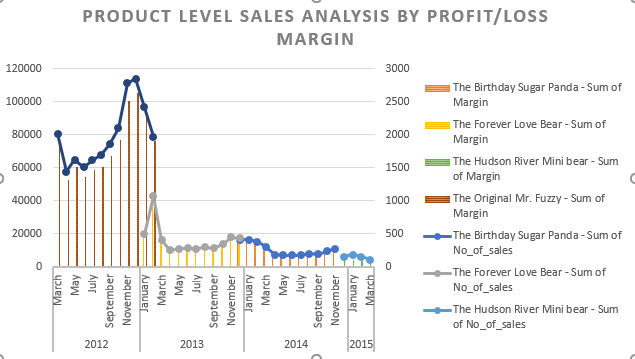 PRODUCT LEVEL SALES ANALYSIS BY PROFIT/LOSS
MARGIN
120000
100000
80000
60000
40000
20000
0
3000
2500
2000
1500
1000
500
0
March
May
July
September
November
January
March
May
July
September
November
January
March
May
July
September
November
January
March
2012
2013
2014
2015
The Birthday Sugar Panda - Sum of
Margin
The Forever Love Bear - Sum of
Margin
The Hudson River Mini bear - Sum
of Margin
The Original Mr. Fuzzy - Sum of
Margin
The Birthday Sugar Panda - Sum of
No_of_sales
The Forever Love Bear - Sum of
No_of_sales
The Hudson River Mini bear - Sum
of No_of_sales